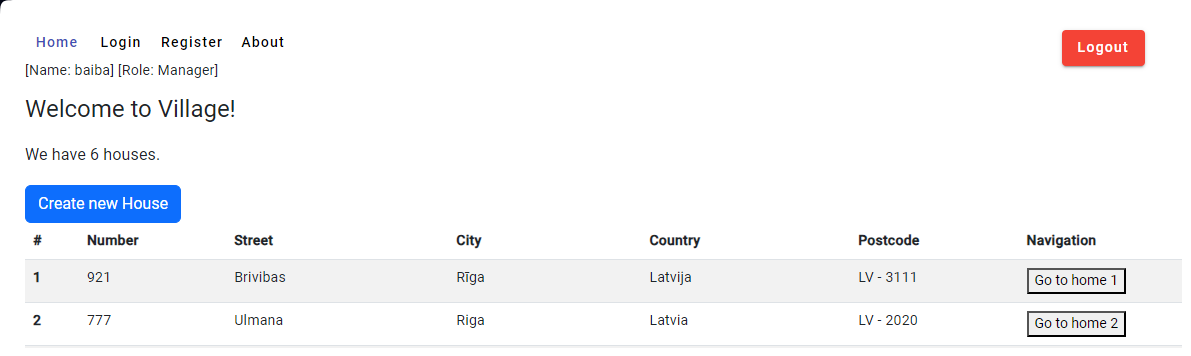 Home Login Register About Logout
[Name: baiba] [Role: Manager]
Welcome to Village!
We have 6 houses.
Create new House
# Number Street City Country Postcode Navigation
1 921 Brivibas Rīga Latvija LV - 3111 Go to home 1
2 777 Ulmana Riga Latvia LV - 2020 Go to home 2